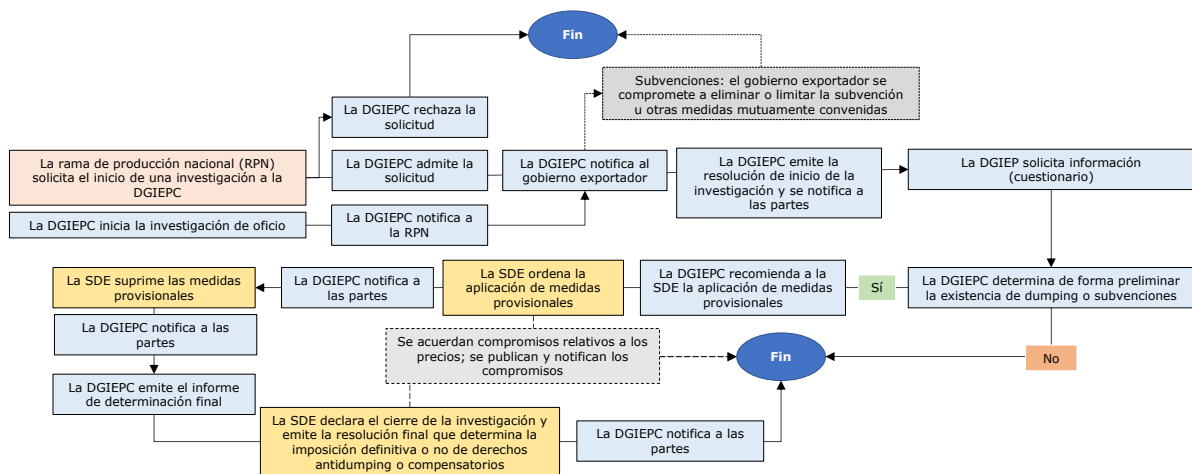 Fin
Subvenciones: el gobierno exportador se
compromete a eliminar o limitar la subvención
u otras medidas mutuamente convenidas
La DGIEPC rechaza la
solicitud
La rama de producción nacional (RPN)
solicita el inicio de una investigación a la
DGIEPC
La DGIEPC admite la
solicitud
La DGIEPC notifica al
gobierno exportador
La DGIEPC emite la
resolución de inicio de la
investigación y se notifica a
las partes
La DGIEP solicita información
(cuestionario)
La DGIEPC inicia la investigación de oficio
La DGIEPC notifica a
la RPN
La SDE suprime las medidas
provisionales
La DGIEPC notifica a
las partes
La SDE ordena la
aplicación de medidas
provisionales
La DGIEPC recomienda a la
SDE la aplicación de medidas
provisionales
Sí
La DGIEPC determina de forma preliminar
la existencia de dumping o subvenciones
La DGIEPC notifica a las
partes
Se acuerdan compromisos relativos a los
precios; se publican y notifican los
compromisos
Fin
No
La DGIEPC emite el informe
de determinación final
La SDE declara el cierre de la investigación y
emite la resolución final que determina la
imposición definitiva o no de derechos
antidumping o compensatorios
La DGIEPC notifica a las
partes